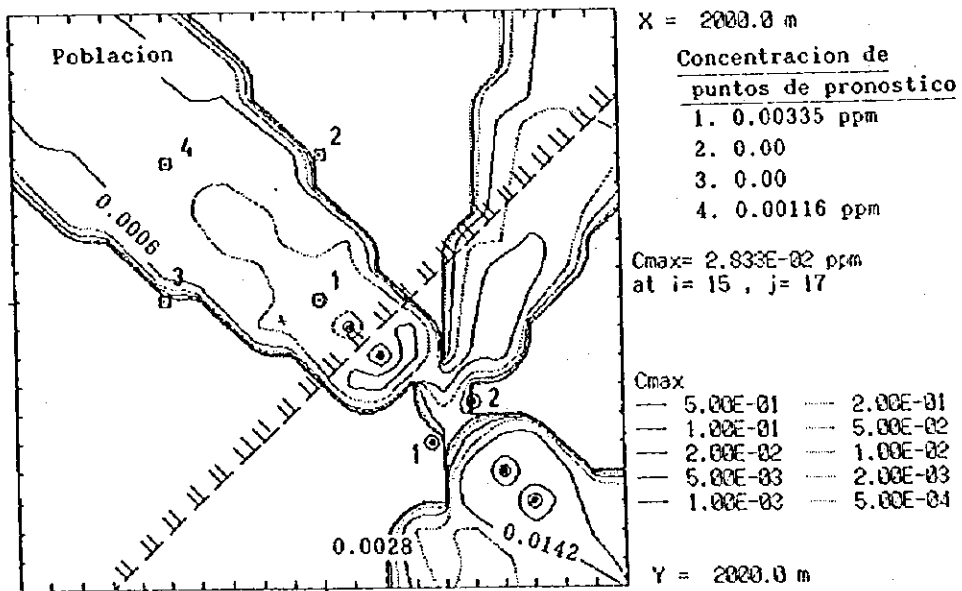 Poblacion
4
2
0.0006
3
1
2
1
0.0028
0.0142
X = 2000.0 m
Concentracion de
puntos de pronostico
1. 0.00335 ppm
2. 0.00
3. 0.00
4. 0.00116 ppm
Cmax= 2.833E-02 ppm
at i= 15 , j= 17
Cmax
5.00E-01 2.00E-01
1.00E-01 5.00E-02
2.00E-02 1.00E-02
5.00E-03 2.00E-03
1.00E-03 5.00E-04
Y = 2000.0 m